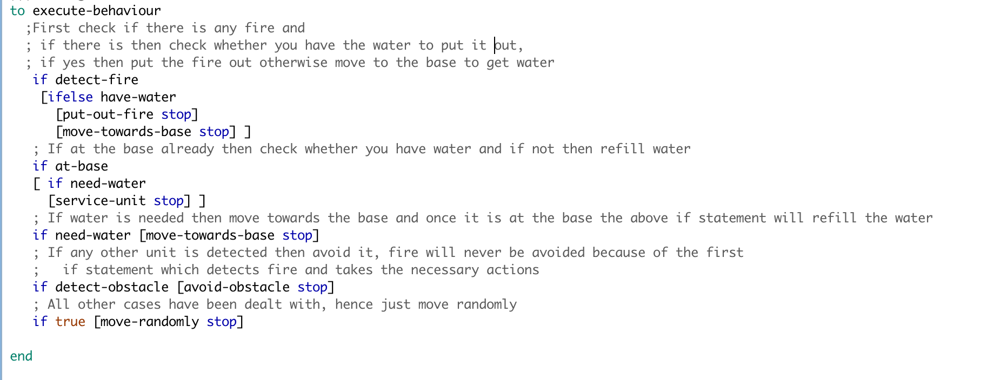 to execute-behaviour
;First check if there is any fire and
; if there is then check whether you have the water to put it out,
; if yes then put the fire out otherwise move to the base to get water
if detect-fire
[ifelse have-water
[put-out-fire stop]
[move-towards-base stop] ]
; If at the base already then check whether you have water and if not then refill water
if at-base
[ if need-water
[service-unit stop] ]
; If water is needed then move towards the base and once it is at the base the above if statement will refill the water
if need-water [move-towards-base stop]
; If any other unit is detected then avoid it, fire will never be avoided because of the first
;   if statement which detects fire and takes the necessary actions
if detect-obstacle [avoid-obstacle stop]
; All other cases have been dealt with, hence just move randomly
if true [move-randomly stop]
end